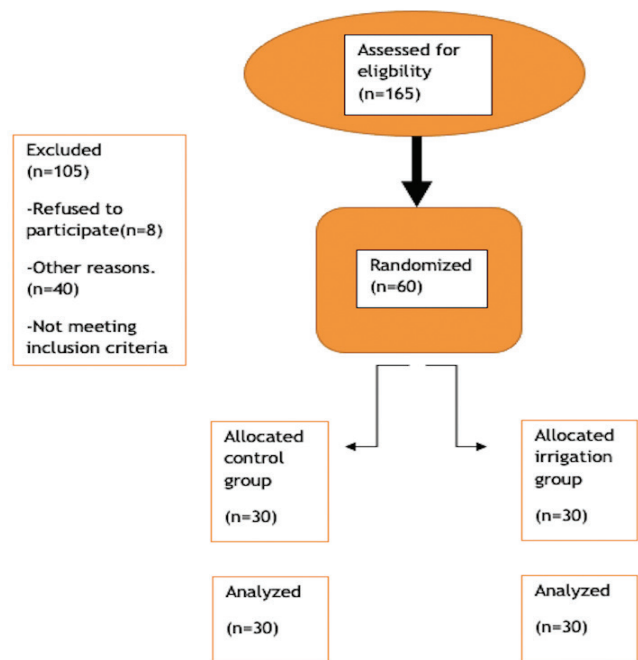 Assessed for
eligbility
(n=165)
Excluded
(n=105)
-Refused to
participate(n=8)
-Other reasons.
(n=40)
-Not meeting
inclusion criteria
Randomized
(n=60)
Allocated
control
group
(n=30)
Allocated
irrigation
group
(n=30)
Analyzed
(n=30)
Analyzed
(n=30)